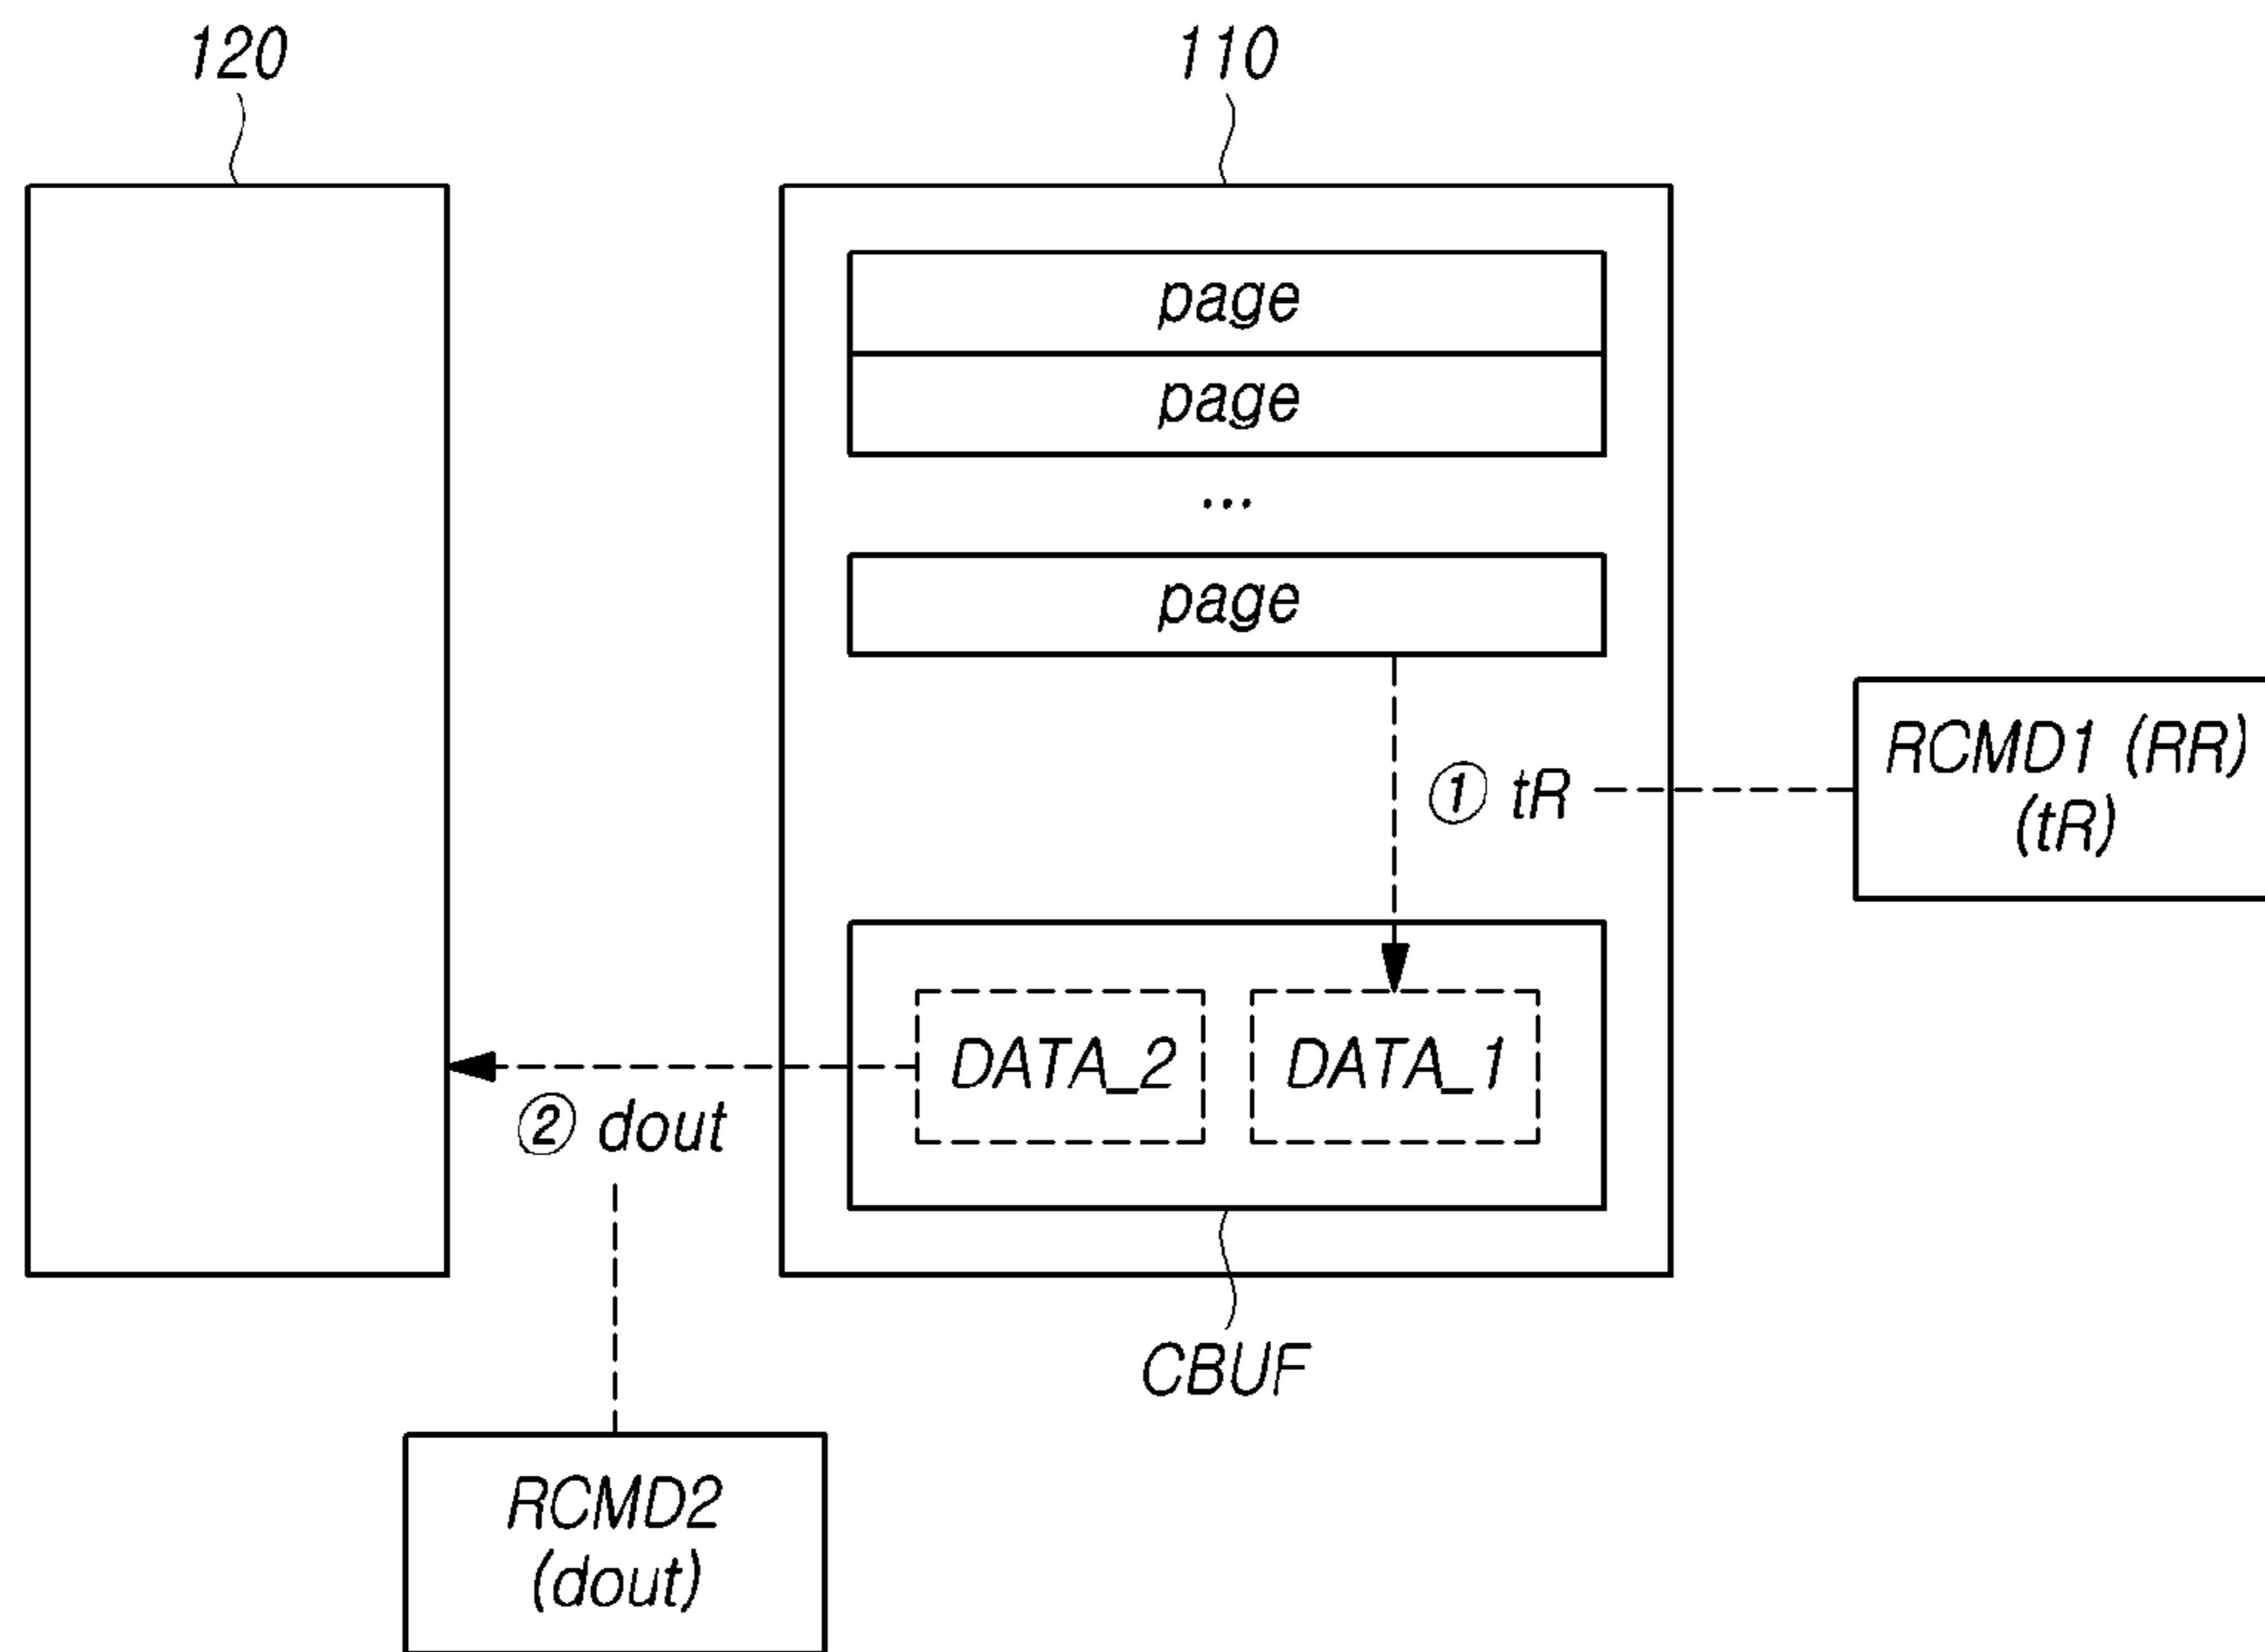 120
110
page
page
...
page
RCMD1 (RR)
(tR)
① tR
DATA_2
DATA_1
② dout
CBUF
RCMD2
(dout)